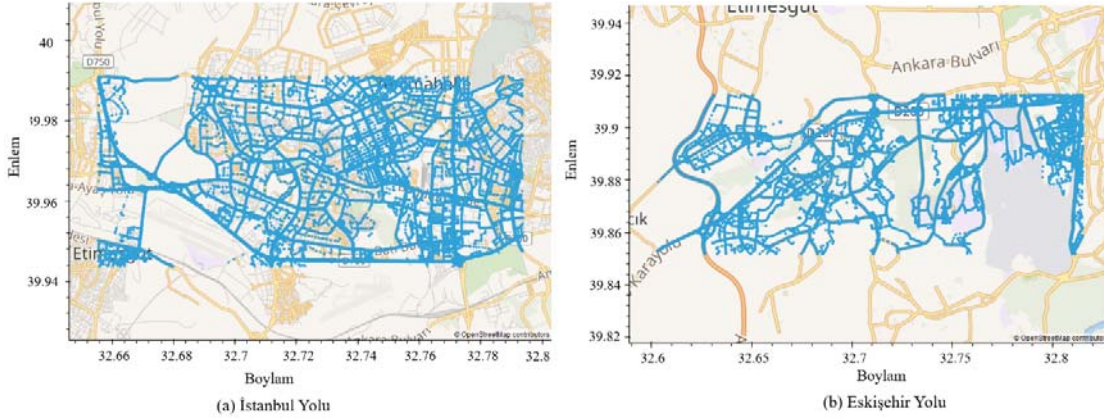 40
39.98
39.96
39.94
Enlem
D750
Etim
© OpenStreetMap contributors
32.66
32.68
32.7
32.72
32.74
32.76
32.78
32.8
Boylam
(a) İstanbul Yolu
39.94
39.92
39.9
39.88
39.86
39.84
39.82
Enlem
Etimesgut
Ankara Bulvarı
D200
D200
Karayolu
© OpenStreetMap contributors
32.6
32.65
32.7
32.75
32.8
Boylam
(b) Eskişehir Yolu